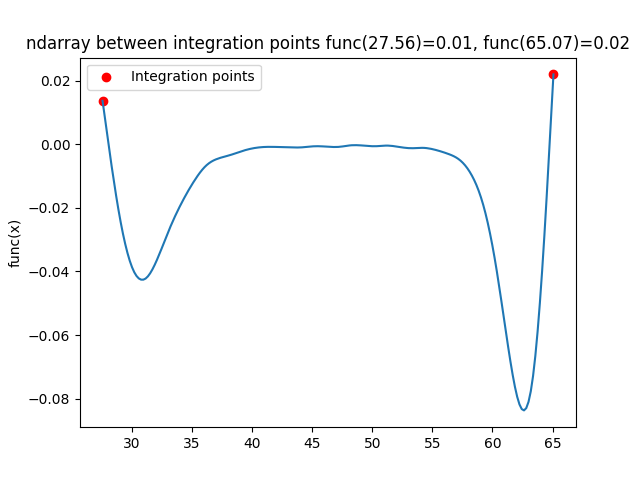 ndarray between integration points func(27.56)=0.01, func(65.07)=0.02
Integration points
0.02
0.00
−0.02
−0.04
−0.06
−0.08
func(x)
30 35 40 45 50 55 60 65